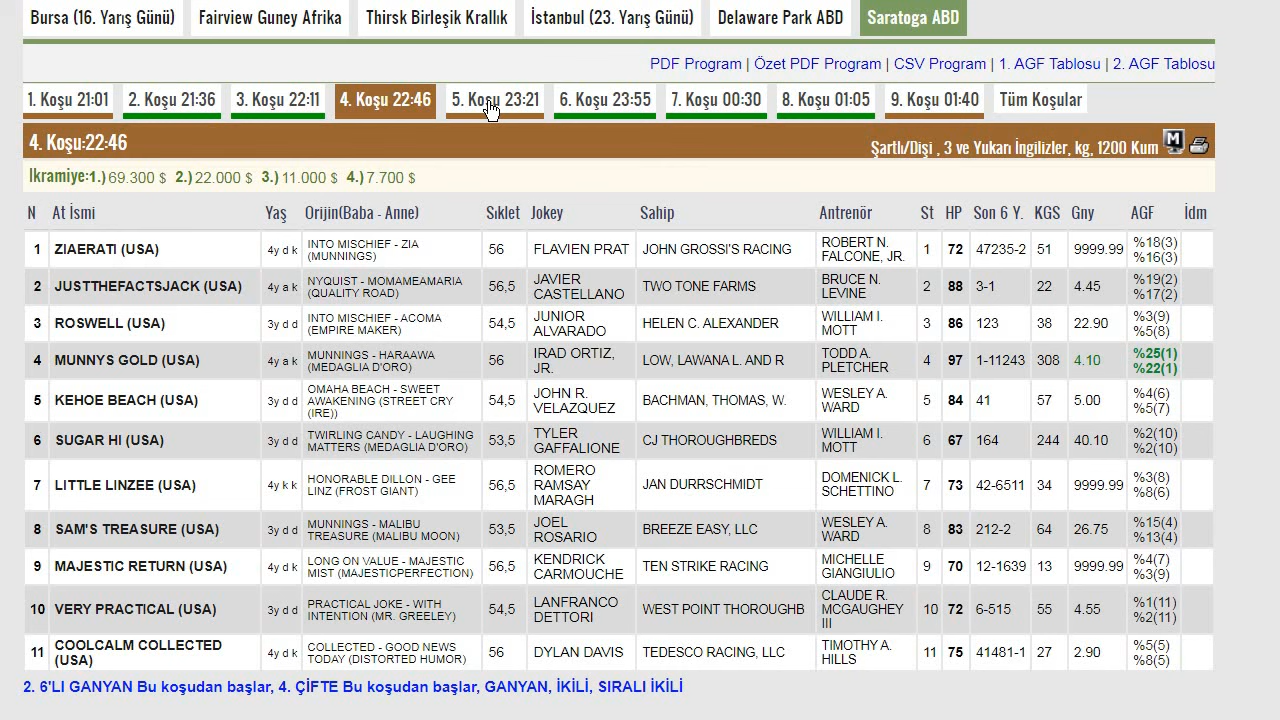 Bursa (16. Yarış Günü) Fairview Guney Afrika Thirsk Birleşik Krallık İstanbul (23. Yarış Günü) Delaware Park ABD Saratoga ABD
PDF Program | Özet PDF Program | CSV Program | 1. AGF Tablosu | 2. AGF Tablosu
1. Koşu 21:01 2. Koşu 21:36 3. Koşu 22:11 4. Koşu 22:46 5. Koşu 23:21 6. Koşu 23:55 7. Koşu 00:30 8. Koşu 01:05 9. Koşu 01:40 Tüm Koşular
4. Koşu:22:46 Şartlı/Dişi , 3 ve Yukarı İngilizler, kg, 1200 Kum M
Ikramiye:1.) 69.300 $ 2.) 22.000 $ 3.) 11.000 $ 4.) 7.700 $
N At İsmi Yaş Orijin(Baba - Anne) Sıklet Jokey Sahip Antrenör St HP Son 6 Y. KGS Gny AGF İdm
1 ZIAERATI (USA) 4y d k INTO MISCHIEF - ZIA (MUNNINGS) 56 FLAVIEN PRAT JOHN GROSSI'S RACING ROBERT N. FALCONE, JR. 1 72 47235-2 51 9999.99 %18(3) %16(3)
2 JUSTTHEFACTSJACK (USA) 4y a k NYQUIST - MOMAMEAMARIA (QUALITY ROAD) 56,5 JAVIER CASTELLANO TWO TONE FARMS BRUCE N. LEVINE 2 88 3-1 22 4.45 %19(2) %17(2)
3 ROSWELL (USA) 3y d d INTO MISCHIEF - ACOMA (EMPIRE MAKER) 54,5 JUNIOR ALVARADO HELEN C. ALEXANDER WILLIAM I. MOTT 3 86 123 38 22.90 %3(9) %5(8)
4 MUNNYS GOLD (USA) 4y a k MUNNINGS - HARAAWA (MEDAGLIA D'ORO) 56 IRAD ORTIZ, JR. LOW, LAWANA L. AND R TODD A. PLETCHER 4 97 1-11243 308 4.10 %25(1) %22(1)
5 KEHOE BEACH (USA) 3y d d OMAHA BEACH - SWEET AWAKENING (STREET CRY (IRE)) 54,5 JOHN R. VELAZQUEZ BACHMAN, THOMAS, W. WESLEY A. WARD 5 84 41 57 5.00 %4(6) %5(7)
6 SUGAR HI (USA) 3y d d TWIRLING CANDY - LAUGHING MATTERS (MEDAGLIA D'ORO) 53,5 TYLER GAFFALIONE CJ THOROUGHBREDS WILLIAM I. MOTT 6 67 164 244 40.10 %2(10) %2(10)
7 LITTLE LINZEE (USA) 4y k k HONORABLE DILLON - GEE LINZ (FROST GIANT) 56,5 ROMERO RAMSAY MARAGH JAN DURRSCHMIDT DOMENICK L. SCHETTINO 7 73 42-6511 34 9999.99 %3(8) %8(6)
8 SAM'S TREASURE (USA) 3y d d MUNNINGS - MALIBU TREASURE (MALIBU MOON) 53,5 JOEL ROSARIO BREEZE EASY, LLC WESLEY A. WARD 8 83 212-2 64 26.75 %15(4) %13(4)
9 MAJESTIC RETURN (USA) 4y d k LONG ON VALUE - MAJESTIC MIST (MAJESTICPERFECTION) 56,5 KENDRICK CARMOUCHE TEN STRIKE RACING MICHELLE GIANGIULIO 9 70 12-1639 13 9999.99 %4(7) %3(9)
10 VERY PRACTICAL (USA) 3y d d PRACTICAL JOKE - WITH INTENTION (MR. GREELEY) 54,5 LANFRANCO DETTORI WEST POINT THOROUGHB CLAUDE R. MCGAUGHEY III 10 72 6-515 55 4.55 %1(11) %2(11)
11 COOLCALM COLLECTED (USA) 4y d k COLLECTED - GOOD NEWS TODAY (DISTORTED HUMOR) 56 DYLAN DAVIS TEDESCO RACING, LLC TIMOTHY A. HILLS 11 75 41481-1 27 2.90 %5(5) %8(5)
2. 6'LI GANYAN Bu koşudan başlar, 4. ÇİFTE Bu koşudan başlar, GANYAN, İKİLİ, SIRALI İKİLİ